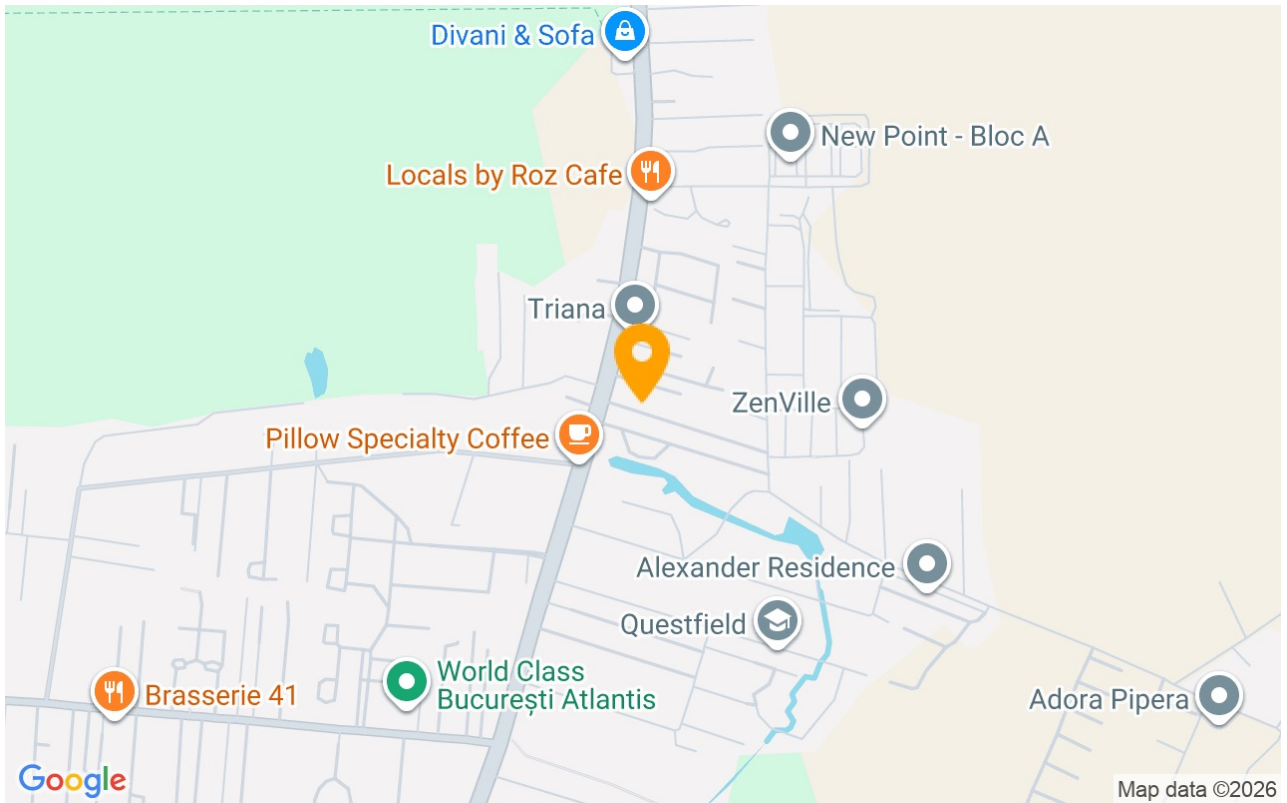 Divani & Sofa
New Point - Bloc A
Locals by Roz Cafe
Triana
ZenVille
Pillow Specialty Coffee
Alexander Residence
Questfield
World Class
București Atlantis
Brasserie 41
Adora Pipera
Google
Map data ©2026